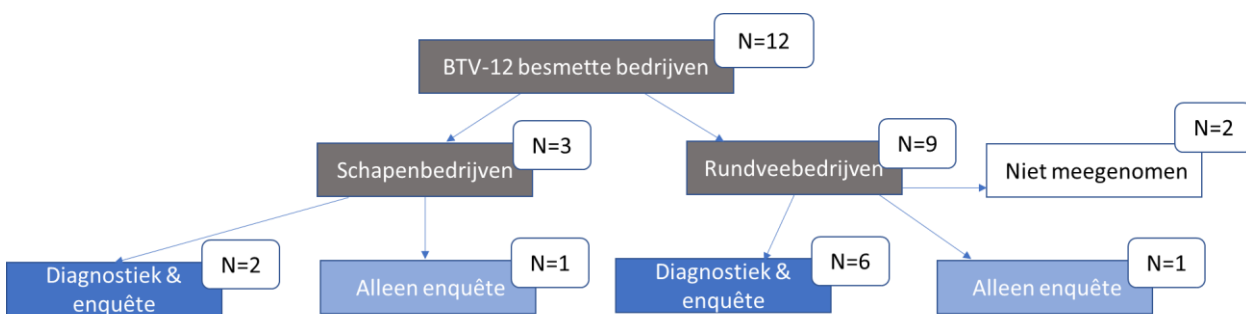 N=12
BTV-12 besmette bedrijven
N=3
Schapenbedrijven
N=9
Rundveebedrijven
N=2
Niet meegenomen
N=2
Diagnostiek &
enquête
N=1
Alleen enquête
N=6
Diagnostiek &
enquête
N=1
Alleen enquête